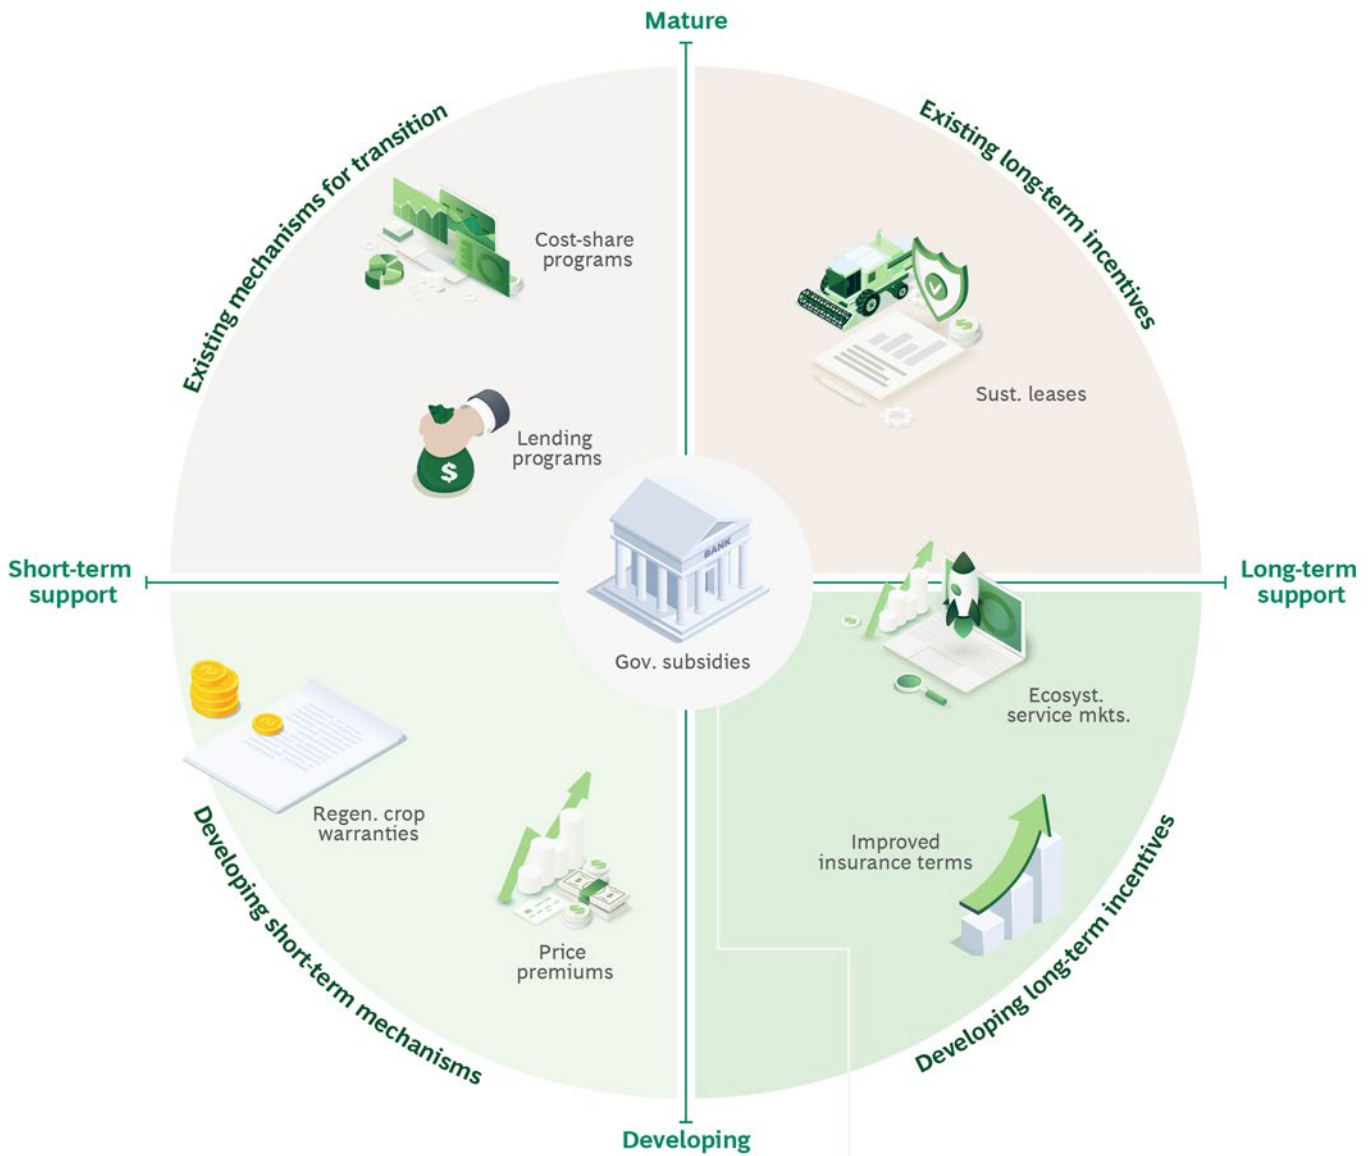 Mature
Existing mechanisms for transition
Existing long-term incentives
Cost-share
programs
Sust. leases
Lending
programs
$
BANK
Gov. subsidies
Short-term
support
Long-term
support
Ecosyst.
service mkts.
Regen. crop
warranties
Improved
insurance terms
Price
premiums
Developing short-term mechanisms
Developing long-term incentives
Developing